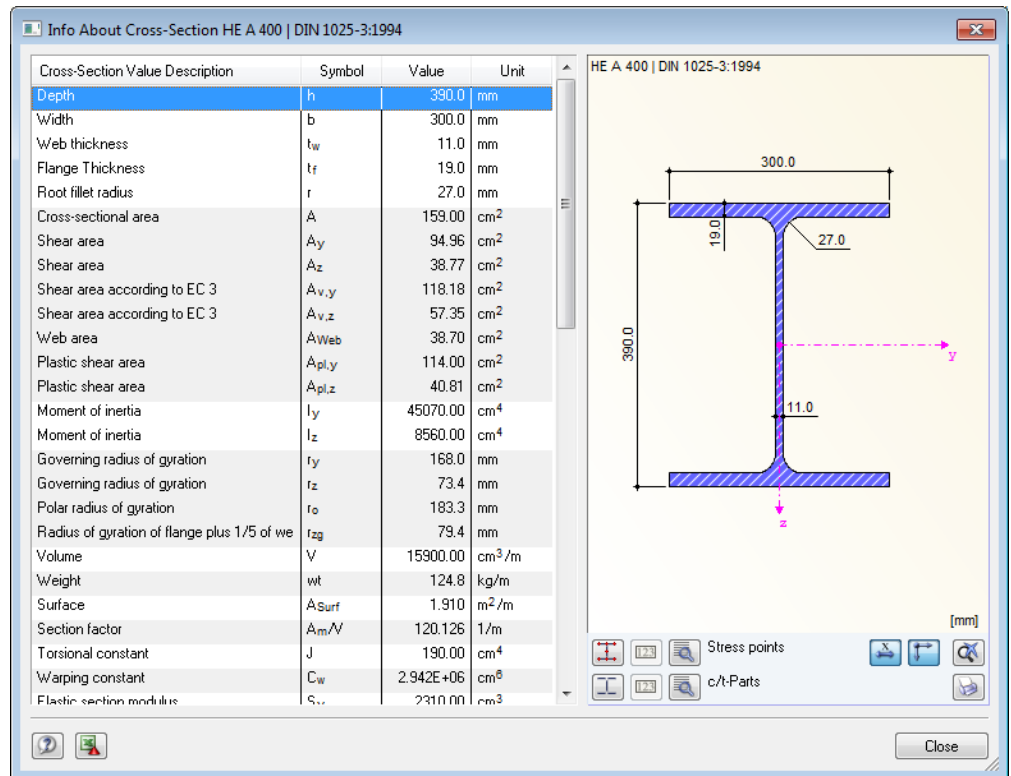 Info About Cross-Section HE A 400 | DIN 1025-3:1994
Cross-Section Value Description Symbol Value Unit
Depth h 390.0 mm
Width b 300.0 mm
Web thickness tw 11.0 mm
Flange Thickness tf 19.0 mm
Root fillet radius r 27.0 mm
Cross-sectional area A 159.00 cm2
Shear area Ay 94.96 cm2
Shear area Az 38.77 cm2
Shear area according to EC 3 Av,y 118.18 cm2
Shear area according to EC 3 Av,z 57.35 cm2
Web area AWeb 38.70 cm2
Plastic shear area Apl,y 114.00 cm2
Plastic shear area Apl,z 40.81 cm2
Moment of inertia Iy 45070.00 cm4
Moment of inertia Iz 8560.00 cm4
Governing radius of gyration ry 168.0 mm
Governing radius of gyration rz 73.4 mm
Polar radius of gyration ro 183.3 mm
Radius of gyration of flange plus 1/5 of we rzg 79.4 mm
Volume V 15900.00 cm3/m
Weight wt 124.8 kg/m
Surface ASurf 1.910 m2/m
Section factor Am/V 120.126 1/m
Torsional constant J 190.00 cm4
Warping constant Cw 2.942E+06 cm6
Elastic section modulus Sy 2310.00 cm3
HE A 400 | DIN 1025-3:1994
300.0
19.0
27.0
390.0
y
11.0
z
[mm]
123 Stress points x
123 c/t-Parts
Close